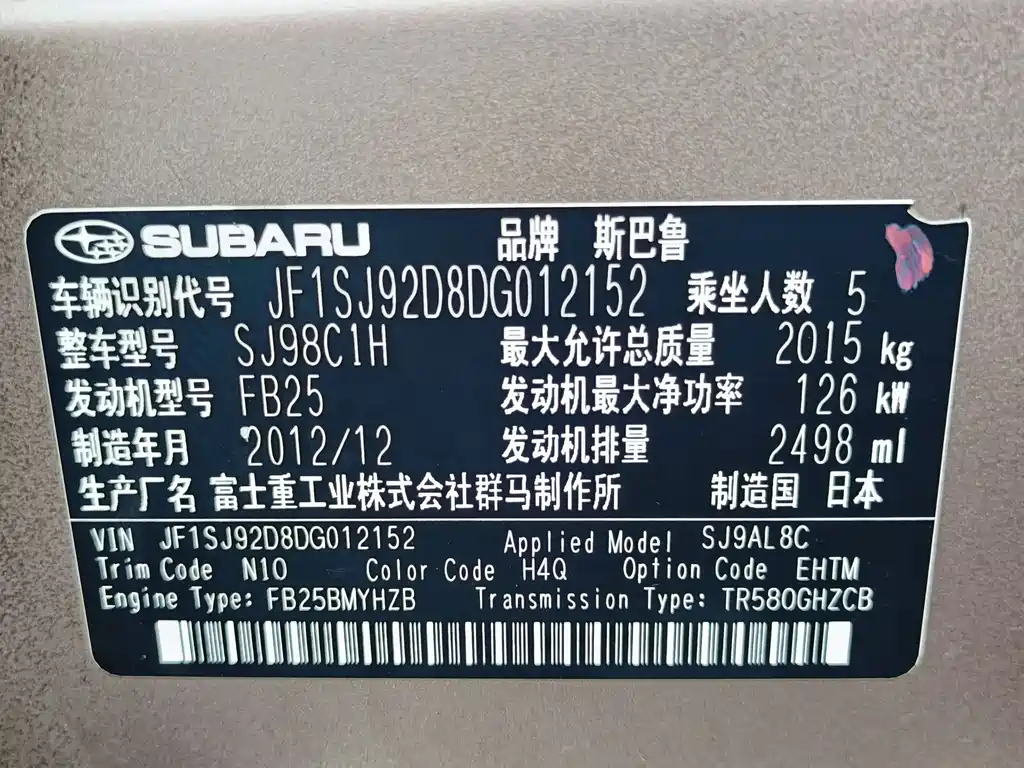 SUBARU 品牌 斯巴鲁
车辆识别代号 JF1SJ92D8DG012152 乘坐人数 5
整车型号 SJ98C1H 最大允许总质量 2015 kg
发动机型号 FB25 发动机最大净功率 126 kW
制造年月 2012/12 发动机排量 2498 ml
生产厂名 富士重工业株式会社群马制作所 制造国 日本
VIN JF1SJ92D8DG012152 Applied Model SJ9AL8C
Trim Code N10 Color Code H4Q Option Code EHTM
Engine Type: FB25BMYHZB Transmission Type: TR580GHZCB